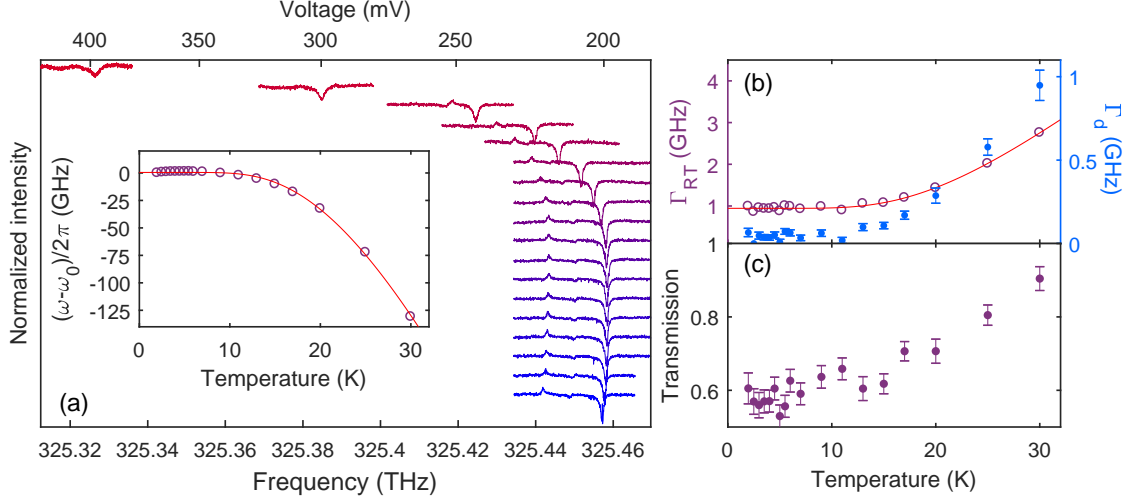 Voltage (mV)
400 350 300 250 200
Normalized intensity
(ω-ω₀)/2π (GHz)
0
-25
-50
-75
-100
-125
0 10 20 30
Temperature (K)
(a)
325.32 325.34 325.36 325.38 325.4 325.42 325.44 325.46
Frequency (THz)
(b)
Γ_RT (GHz)
4
3
2
1
Γ_d (GHz)
1
0.5
0
(c)
Transmission
1
0.8
0.6
0 10 20 30
Temperature (K)